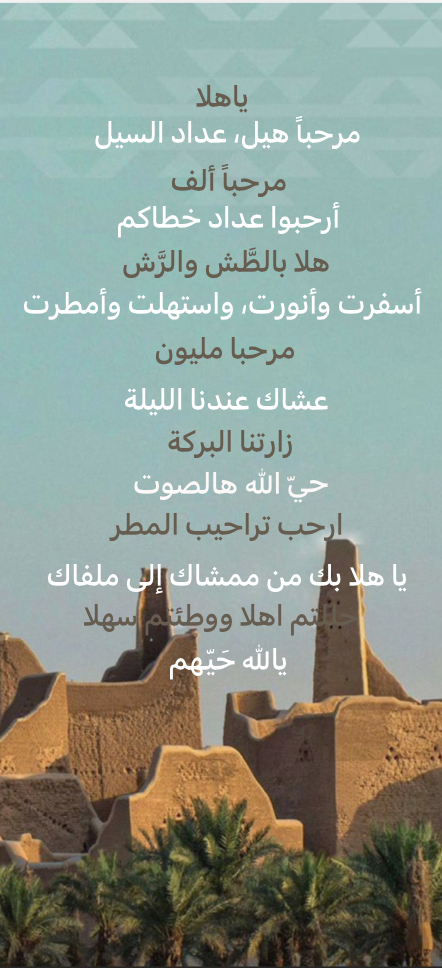 ياهلا
مرحباً هيل، عداد السيل
مرحباً ألف
أرحبوا عداد خطاكم
هلا بالطَّش والرَّش
أسفرت وأنورت، واستهلت وأمطرت
مرحبا مليون
عشاك عندنا الليلة
زارتنا البركة
حيّ الله هالصوت
ارحب تراحيب المطر
يا هلا بك من ممشاك إلى ملفاك
حللتم اهلا ووطئتم سهلا
يالله حَيّهم